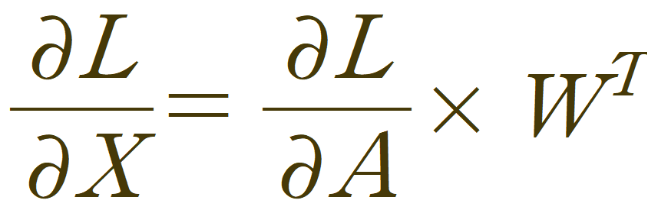 ∂L/∂X = ∂L/∂A × W^T